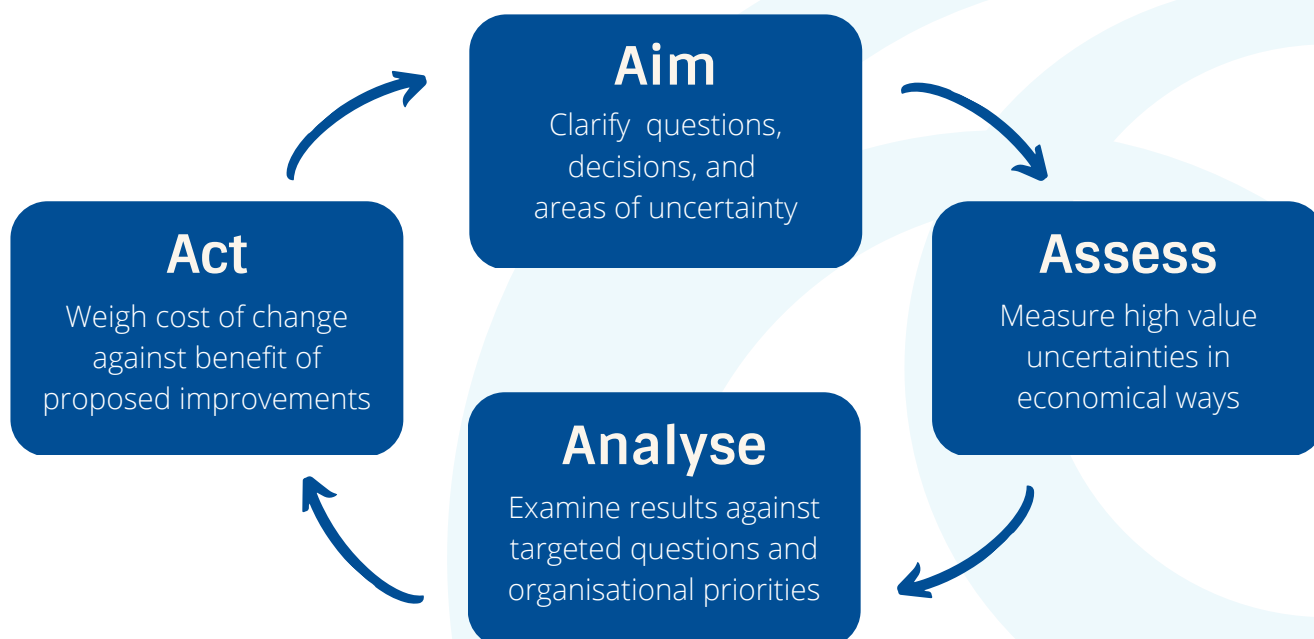 Aim
Clarify  questions,
decisions, and
areas of uncertainty
Assess
Measure high value
uncertainties in
economical ways
Analyse
Examine results against
targeted questions and
organisational priorities
Act
Weigh cost of change
against benefit of
proposed improvements